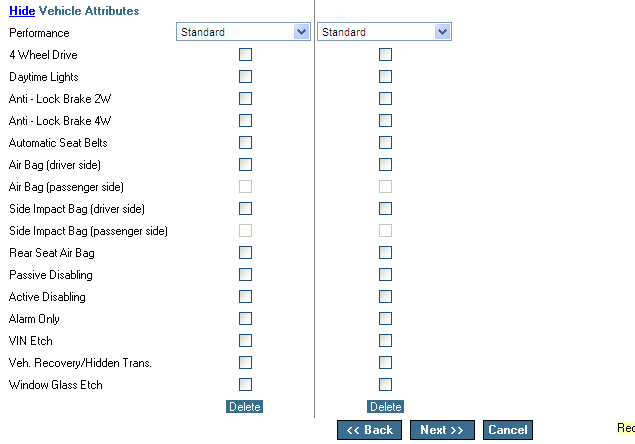 Hide Vehicle Attributes
Performance Standard Standard
4 Wheel Drive
Daytime Lights
Anti - Lock Brake 2W
Anti - Lock Brake 4W
Automatic Seat Belts
Air Bag (driver side)
Air Bag (passenger side)
Side Impact Bag (driver side)
Side Impact Bag (passenger side)
Rear Seat Air Bag
Passive Disabling
Active Disabling
Alarm Only
VIN Etch
Veh. Recovery/Hidden Trans.
Window Glass Etch
Delete Delete
<< Back Next >> Cancel